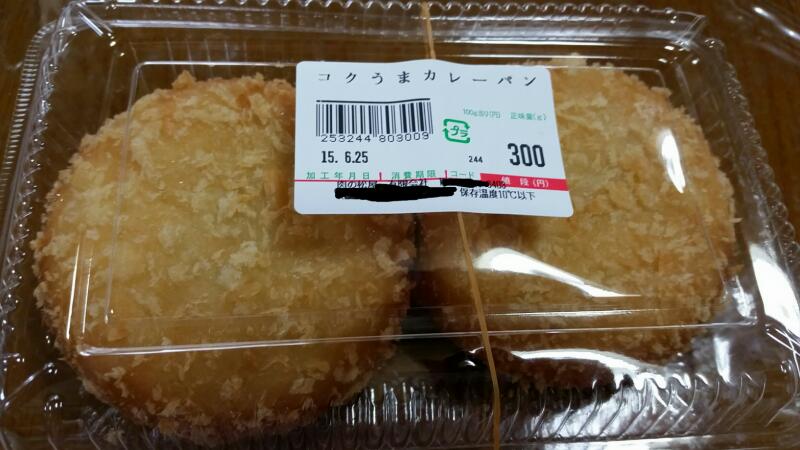 コクうまカレーパン
100g当り(円) 正味量(g)
253244 803009
プラ
15. 6.25 244 300
加工年月日 消費期限 コード 値段(円)
保存温度10℃以下